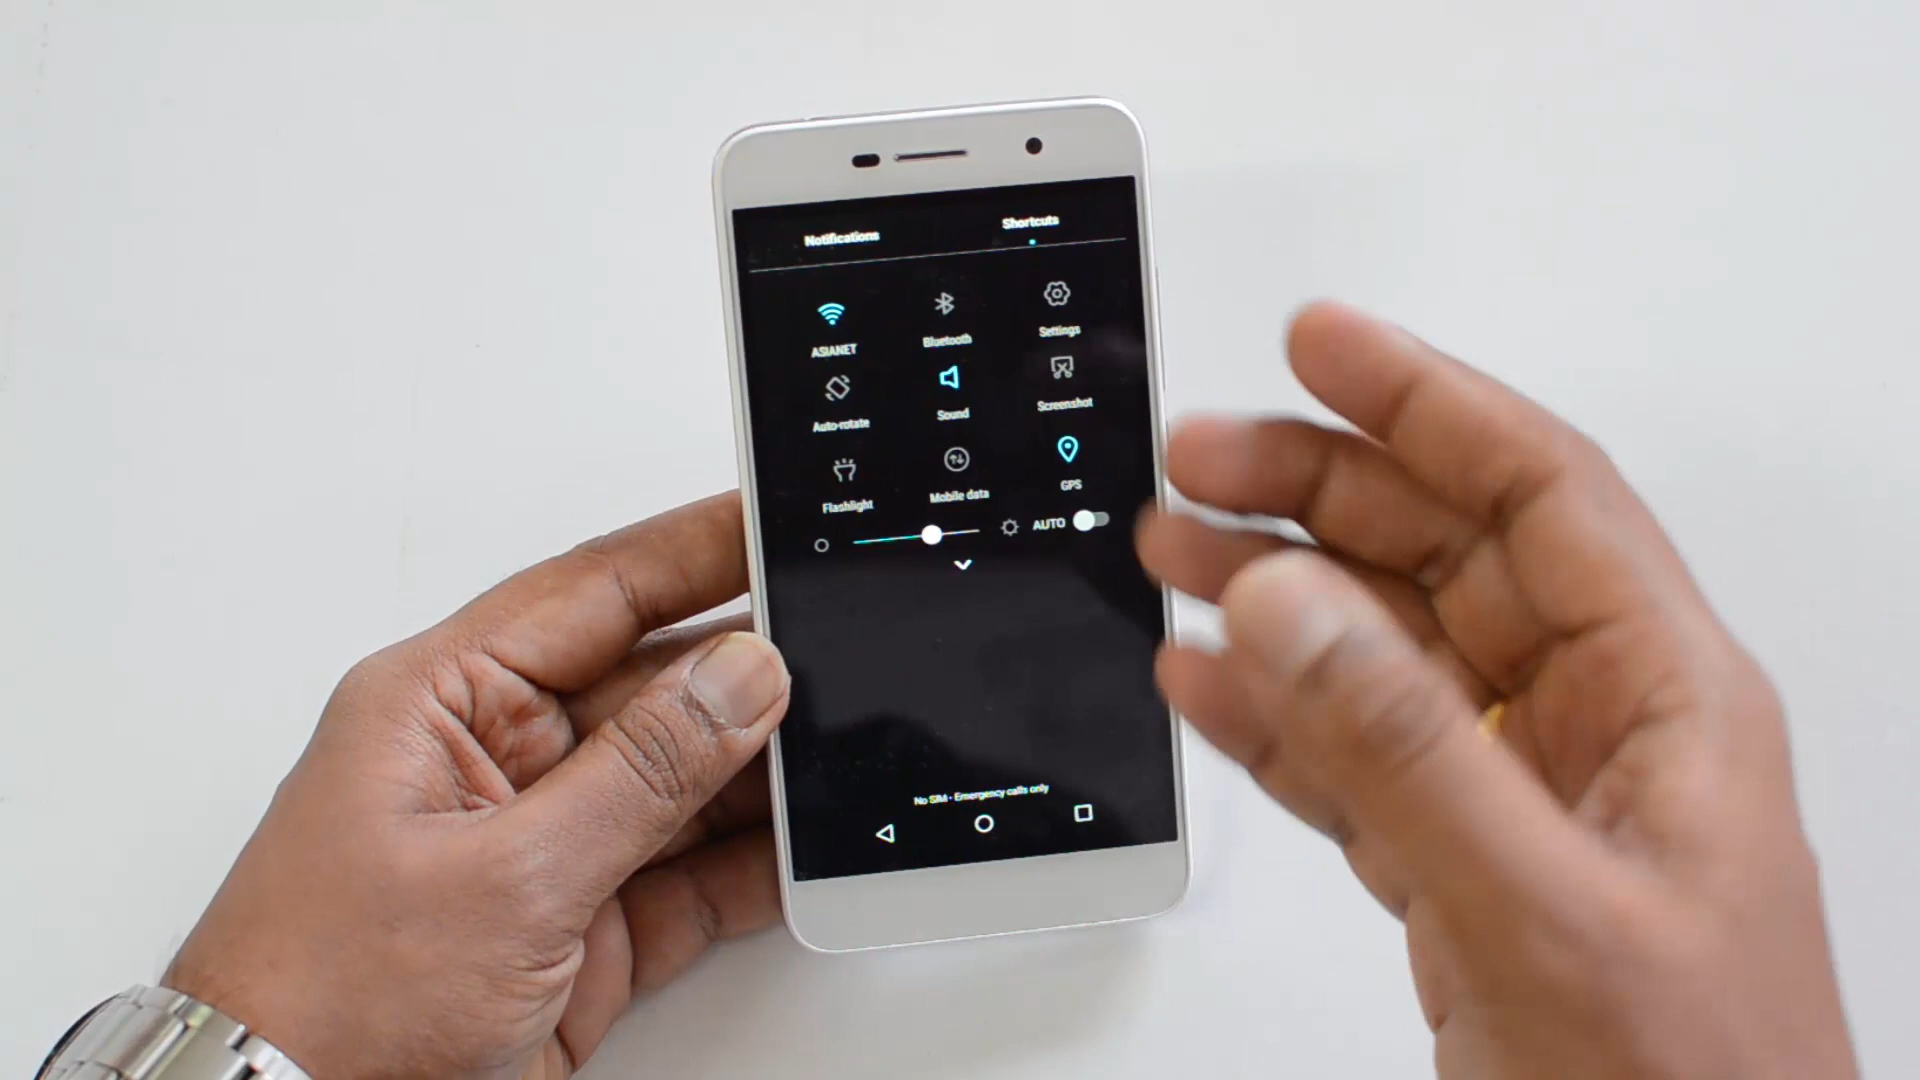 Notifications Shortcuts
ASIANET Bluetooth Settings
Auto-rotate Sound Screenshot
Flashlight Mobile data GPS
AUTO
No SIM • Emergency calls only